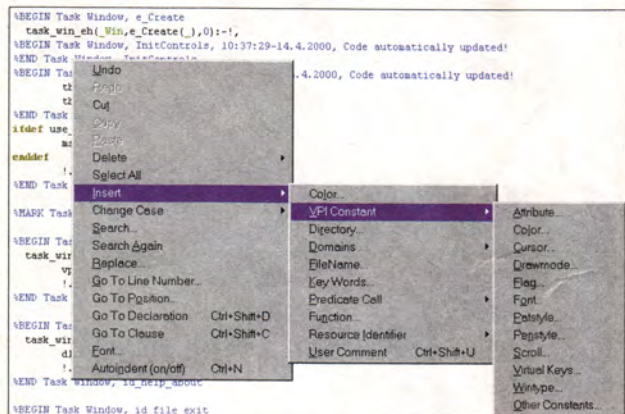 %BEGIN Task Window, e_Create
task_win_eh(_Win,e_Create(_),0):-!,
%BEGIN Task Window, InitControls, 10:37:29-14.4.2000, Code automatically updated!
%END Task Window, InitControls
%BEGIN Tas
.4.2000, Code automatically updated!
th
th
%END Task
ifdef use_
ms
enddef
!.
%END Task
%MARK Task
%BEGIN Tas
task_win
vp
!.
%END Task
%BEGIN Tas
task_win
dl
!.
%END Task Window, id_help_about
%BEGIN Task Window, id_file_exit
Undo
Redo
Cut
Copy
Paste
Delete
Select All
Insert
Change Case
Search...
Search Again
Replace...
Go To Line Number...
Go To Position...
Go To Declaration Ctrl+Shift+D
Go To Clause Ctrl+Shift+C
Font...
Autoindent (on/off) Ctrl+N
Color...
VPI Constant
Directory...
Domains
FileName...
Key Words...
Predicate Call
Function...
Resource Identifier
User Comment Ctrl+Shift+U
Attribute...
Color...
Cursor...
Drawmode...
Flag...
Font...
Patstyle...
Penstyle...
Scroll...
Virtual Keys...
Wintype...
Other Constants...